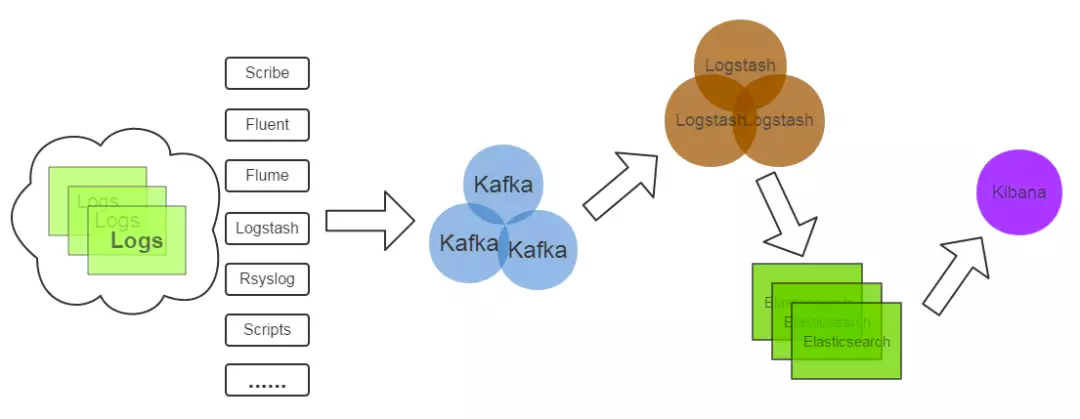 Logs
Logs
Logs
Scribe
Fluent
Flume
Logstash
Rsyslog
Scripts
......
Kafka
Kafka
Kafka
Logstash
Logstash
Logstash
Elasticsearch
Elasticsearch
Elasticsearch
Kibana